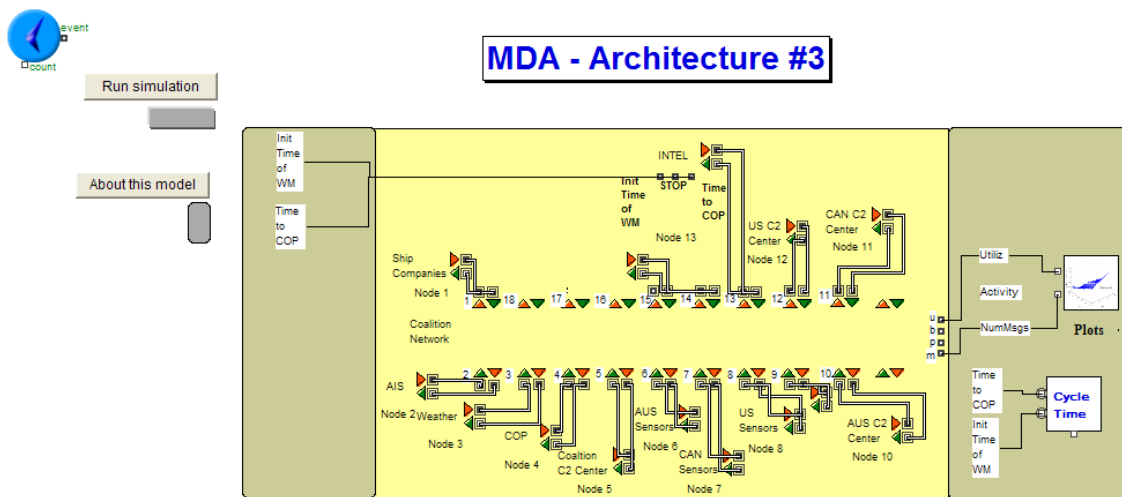 event
count
MDA - Architecture #3
Run simulation
About this model
Init
Time
of
WM
Time
to
COP
INTEL
STOP
Init
Time
of
WM
Time
to
COP
Node 13
US C2
Center
Node 12
CAN C2
Center
Node 11
Ship
Companies
Node 1
1
18
17
16
15
14
13
12
11
Coalition
Network
u
b
p
m
Utiliz
Activity
NumMsgs
Plots
2
3
4
5
6
7
8
9
10
AIS
Node 2
Weather
Node 3
COP
Node 4
Coaltion
C2 Center
Node 5
AUS
Sensors
Node 6
CAN
Sensors
Node 7
US
Sensors
Node 8
AUS C2
Center
Node 10
Time
to
COP
Init
Time
of
WM
Cycle
Time